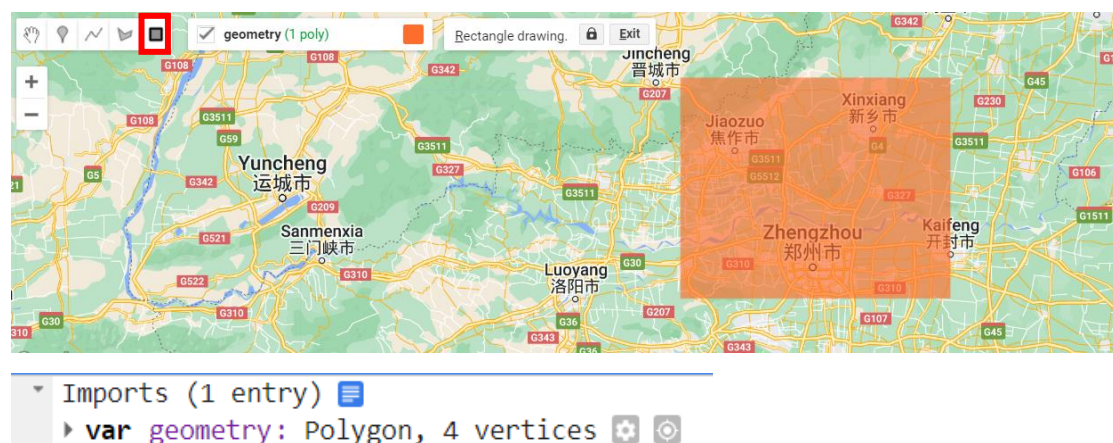 geometry (1 poly)
Rectangle drawing.
Exit
G342
G108
G108
G342
Jincheng
晋城市
G207
G45
G230
Xinxiang
新乡市
Jiaozuo
焦作市
G108
G3511
G59
G3511
G4
G3511
G3511
G5512
Yuncheng
运城市
G5
G342
G327
G3511
G106
G327
G209
G1511
Sanmenxia
三门峡市
G521
Zhengzhou
郑州市
Kaifeng
开封市
G310
Luoyang
洛阳市
G30
G310
G522
G310
G310
G30
310
G36
G207
G107
G45
G343
G36
G343
Imports (1 entry)
var geometry: Polygon, 4 vertices